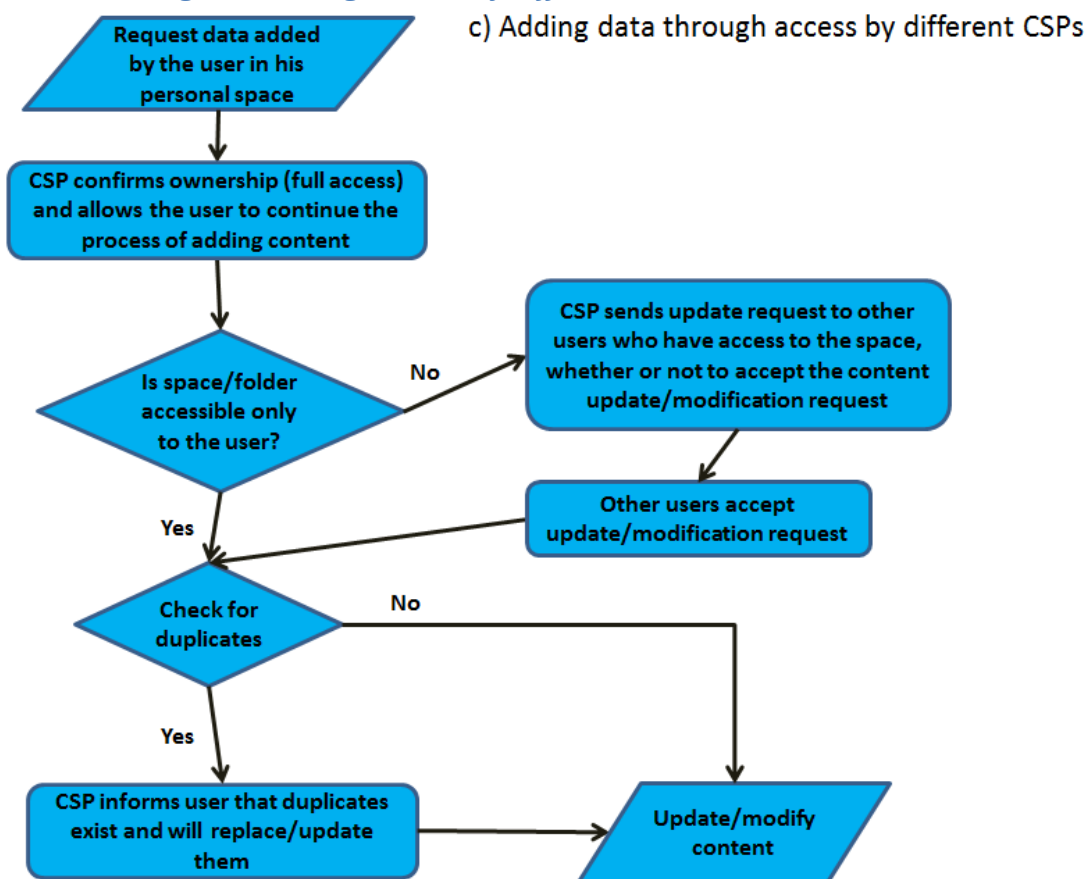 c) Adding data through access by different CSPs
Request data added
by the user in his
personal space
CSP confirms ownership (full access)
and allows the user to continue the
process of adding content
Is space/folder
accessible only
to the user?
No
CSP sends update request to other
users who have access to the space,
whether or not to accept the content
update/modification request
Other users accept
update/modification request
Yes
Check for
duplicates
No
Yes
CSP informs user that duplicates
exist and will replace/update
them
Update/modify
content